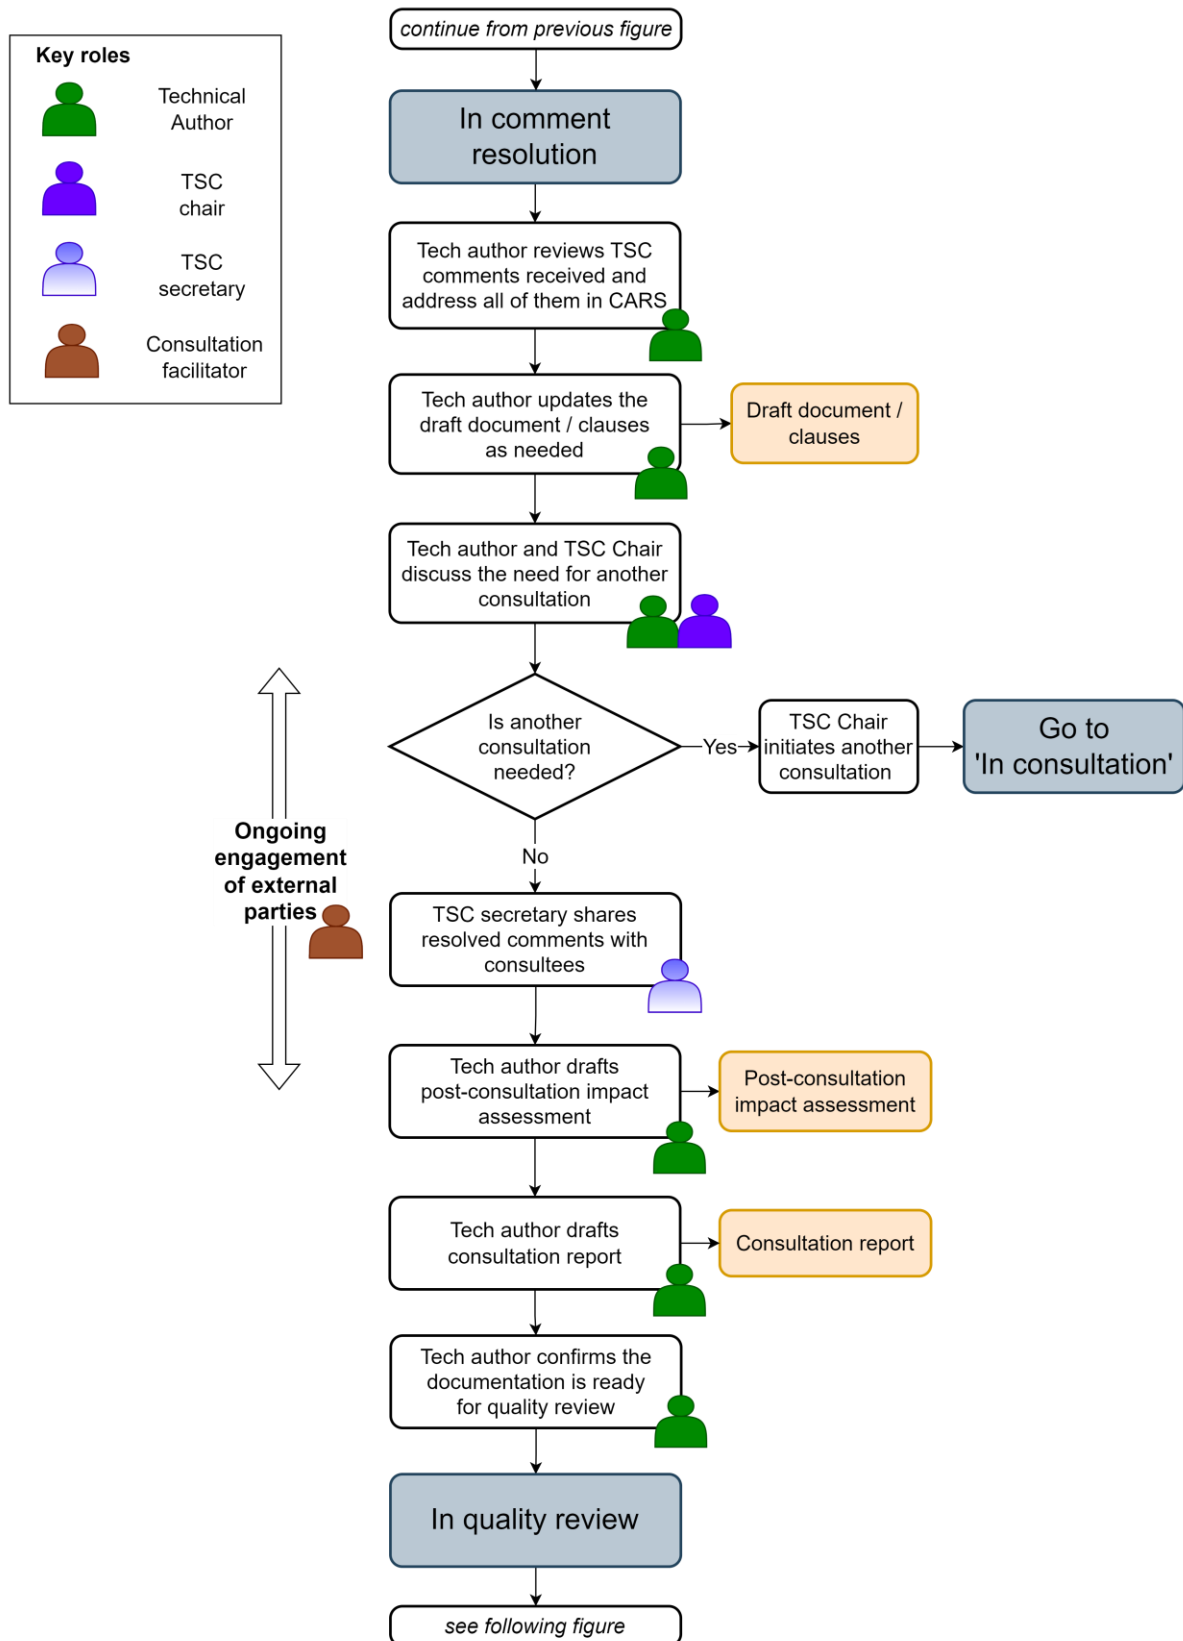 continue from previous figure
Key roles
Technical
Author
TSC
chair
TSC
secretary
Consultation
facilitator
In comment
resolution
Tech author reviews TSC
comments received and
address all of them in CARS
Tech author updates the
draft document / clauses
as needed
Draft document /
clauses
Tech author and TSC Chair
discuss the need for another
consultation
Is another
consultation
needed?
Yes
TSC Chair
initiates another
consultation
Go to
'In consultation'
No
Ongoing
engagement
of external
parties
TSC secretary shares
resolved comments with
consultees
Tech author drafts
post-consultation impact
assessment
Post-consultation
impact assessment
Tech author drafts
consultation report
Consultation report
Tech author confirms the
documentation is ready
for quality review
In quality review
see following figure